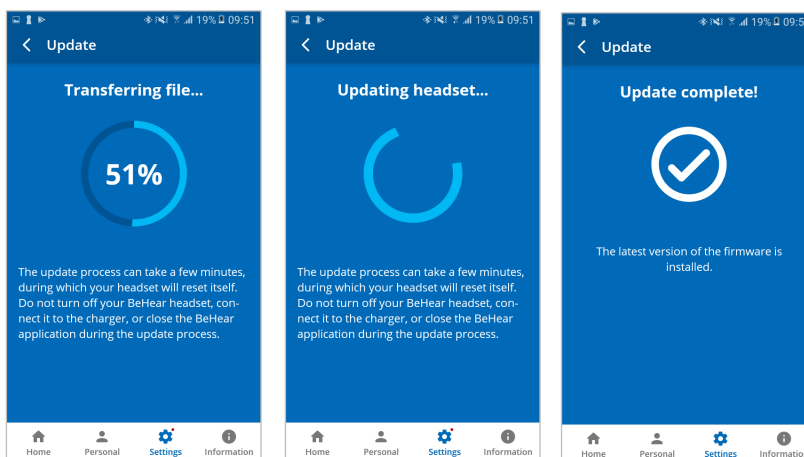 19% 09:51
Update
Transferring file...
51%
The update process can take a few minutes,
during which your headset will reset itself.
Do not turn off your BeHear headset, con-
nect it to the charger, or close the BeHear
application during the update process.
Home Personal Settings Information
19% 09:51
Update
Updating headset...
The update process can take a few minutes,
during which your headset will reset itself.
Do not turn off your BeHear headset, con-
nect it to the charger, or close the BeHear
application during the update process.
Home Personal Settings Information
19% 09:5
Update
Update complete!
The latest version of the firmware is
installed.
Home Personal Settings Informatio